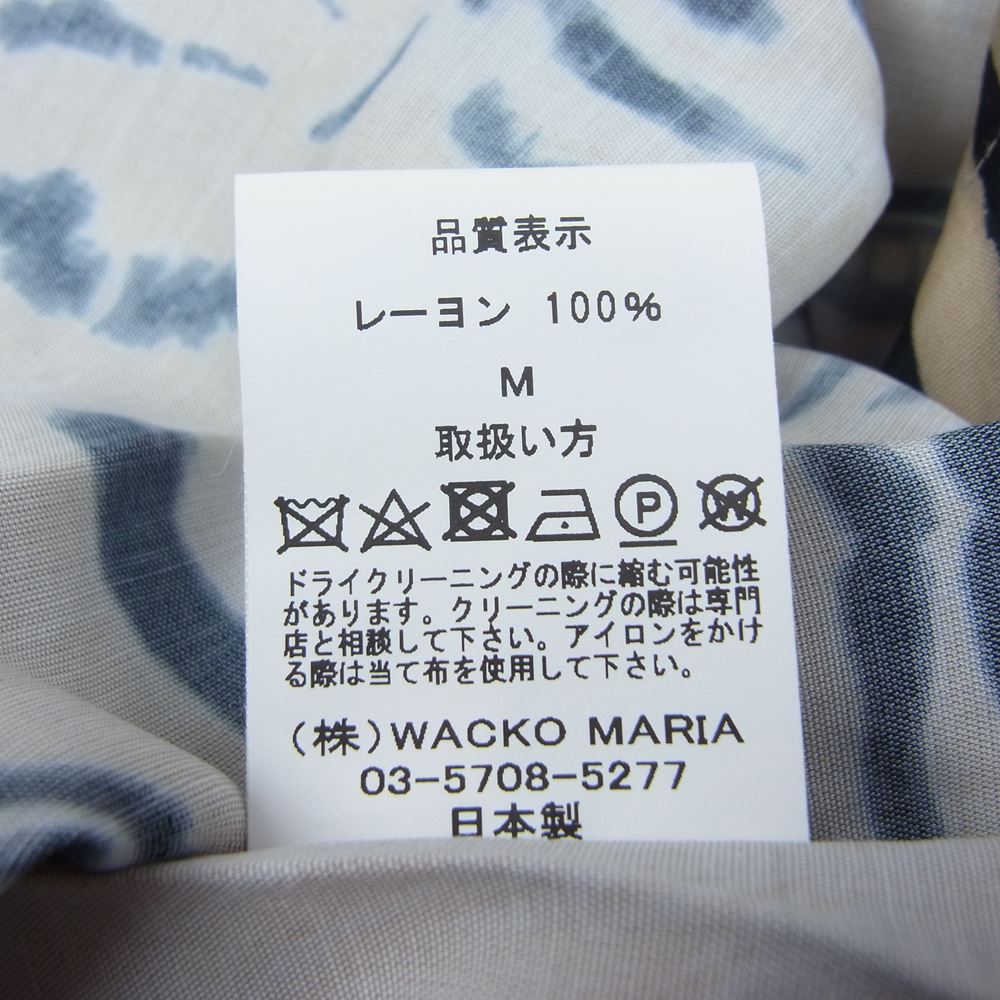 品質表示
レーヨン 100%
M
取扱い方
P W
ドライクリーニングの際に縮む可能性
があります。クリーニングの際は専門
店と相談して下さい。アイロンをかけ
る際は当て布を使用して下さい。
(株)WACKO MARIA
03-5708-5277
日本製